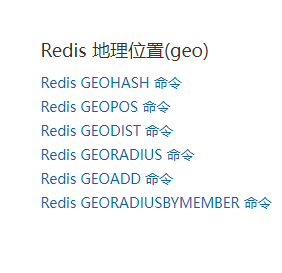 Redis 地理位置(geo)
Redis GEOHASH 命令
Redis GEOPOS 命令
Redis GEODIST 命令
Redis GEORADIUS 命令
Redis GEOADD 命令
Redis GEORADIUSBYMEMBER 命令